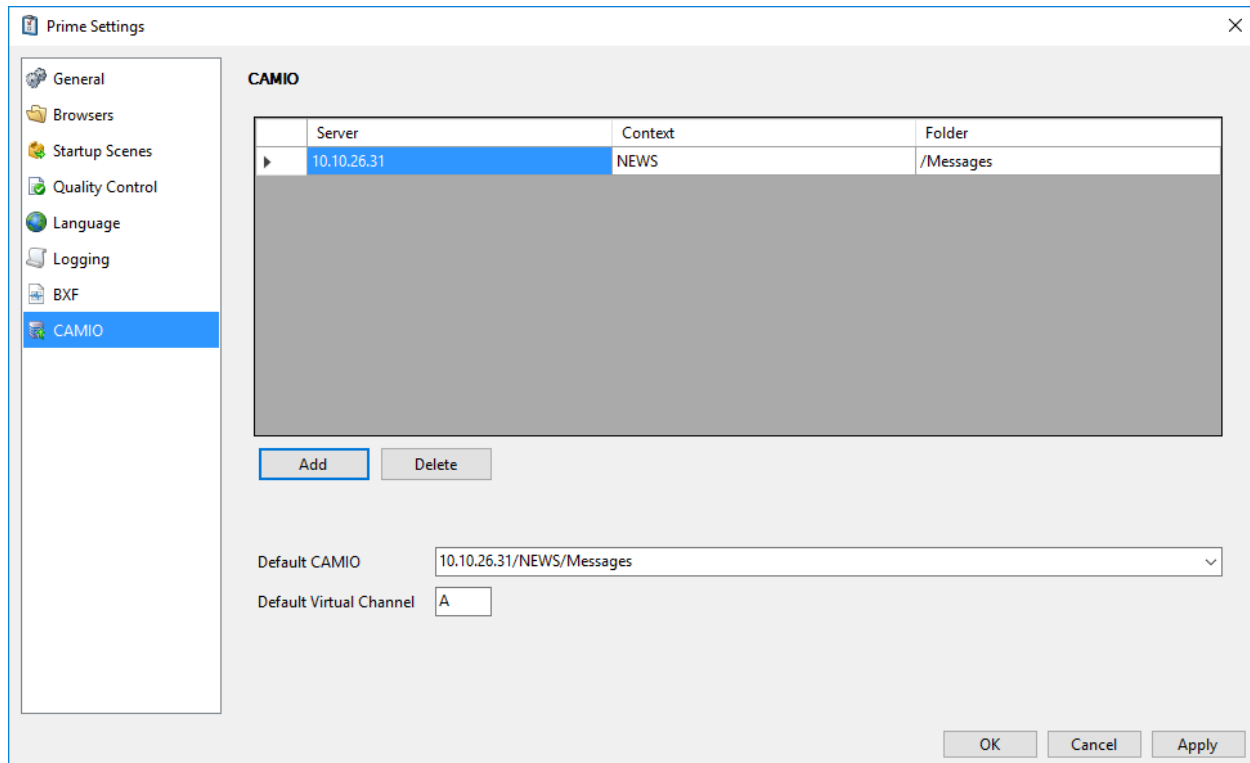 Prime Settings
General
Browsers
Startup Scenes
Quality Control
Language
Logging
BXF
CAMIO
CAMIO
Server Context Folder
10.10.26.31 NEWS /Messages
Add Delete
Default CAMIO 10.10.26.31/NEWS/Messages
Default Virtual Channel A
OK Cancel Apply